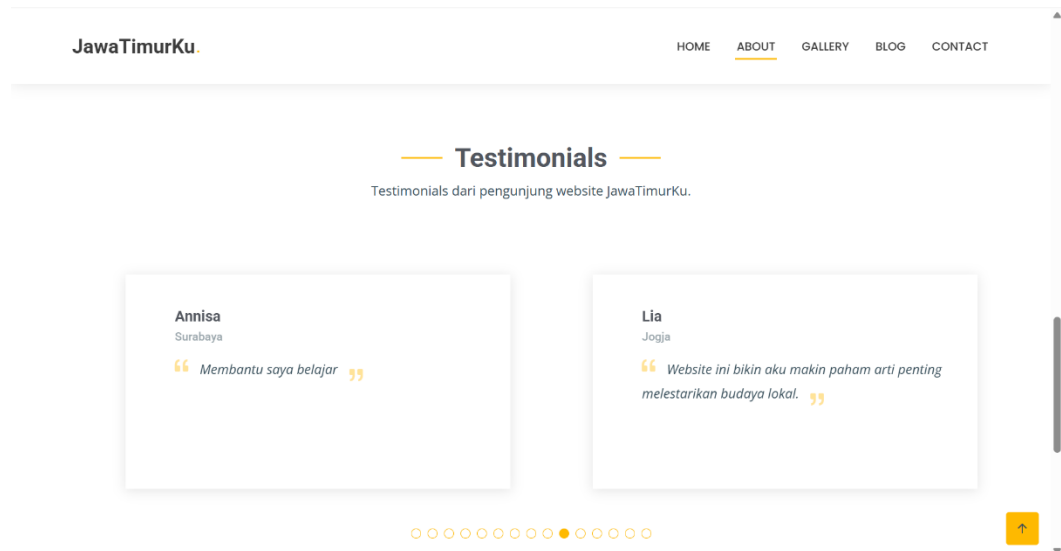 JawaTimurKu.
HOME ABOUT GALLERY BLOG CONTACT
Testimonials
Testimonials dari pengunjung website JawaTimurKu.
Annisa
Surabaya
“ Membantu saya belajar ”
Lia
Jogja
“ Website ini bikin aku makin paham arti penting
melestarikan budaya lokal. ”